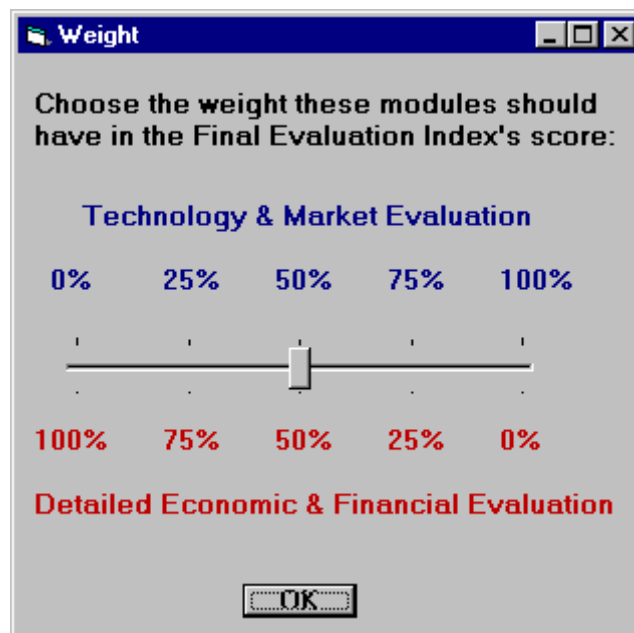 Weight
Choose the weight these modules should
have in the Final Evaluation Index's score:
Technology & Market Evaluation
0% 25% 50% 75% 100%
100% 75% 50% 25% 0%
Detailed Economic & Financial Evaluation
OK